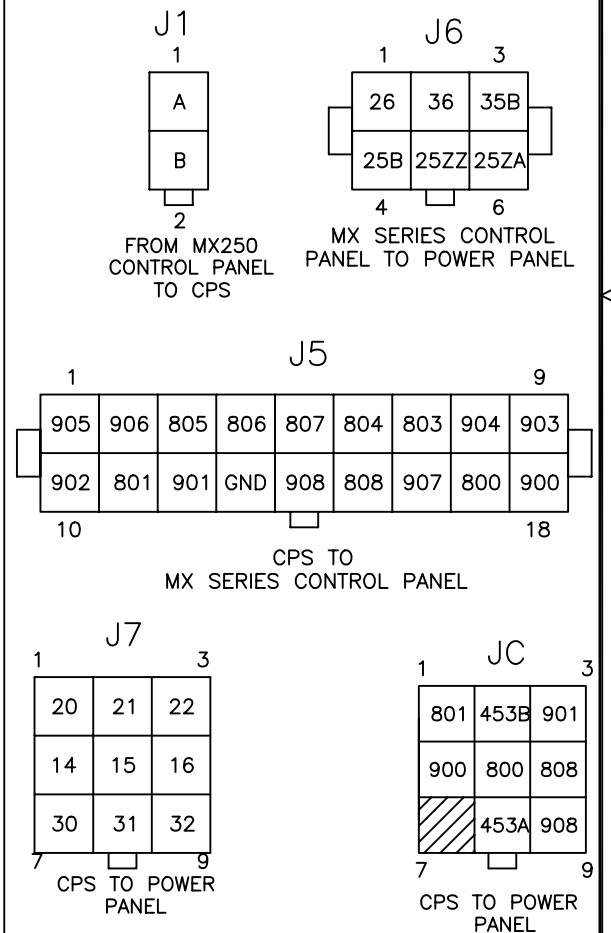 J1
1
A
B
2
FROM MX250
CONTROL PANEL
TO CPS
J6
1 3
26 36 35B
25B 25ZZ 25ZA
4 6
MX SERIES CONTROL
PANEL TO POWER PANEL
J5
1 9
905 906 805 806 807 804 803 904 903
902 801 901 GND 908 808 907 800 900
10 18
CPS TO
MX SERIES CONTROL PANEL
J7
1 3
20 21 22
14 15 16
30 31 32
7 9
CPS TO POWER
PANEL
JC
1 3
801 453B 901
900 800 808
453A 908
7 9
CPS TO POWER
PANEL